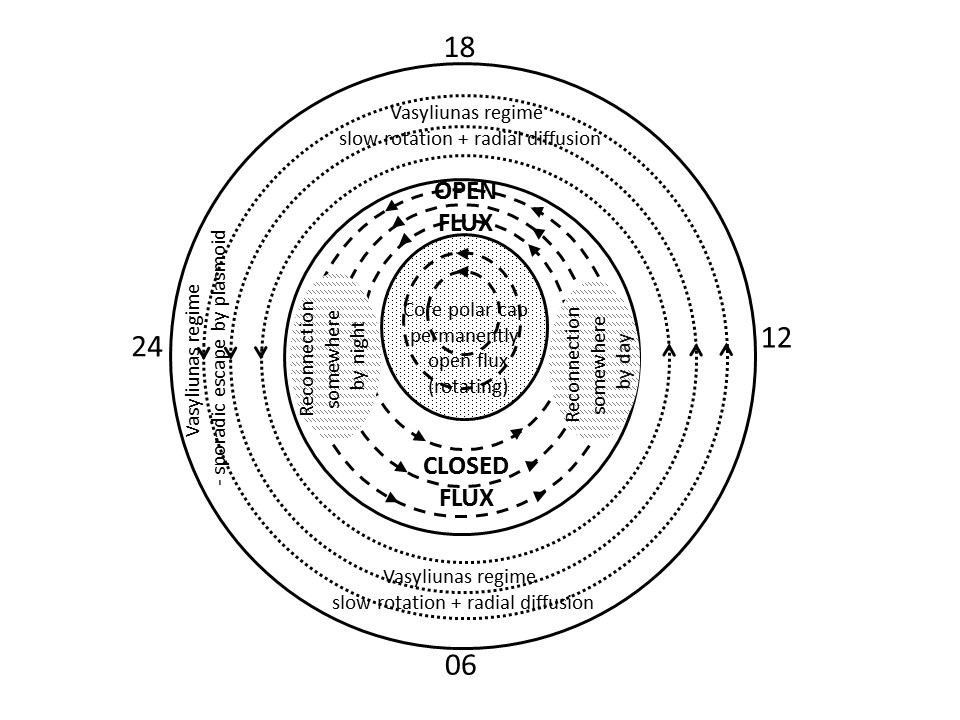 18
Vasyliunas regime
slow rotation + radial diffusion
OPEN
FLUX
Core polar cap
permanently
open flux
(rotating)
Reconnection
somewhere
by night
Reconnection
somewhere
by day
24
Vasyliunas regime
- sporadic escape by plasmoid
12
CLOSED
FLUX
Vasyliunas regime
slow rotation + radial diffusion
06